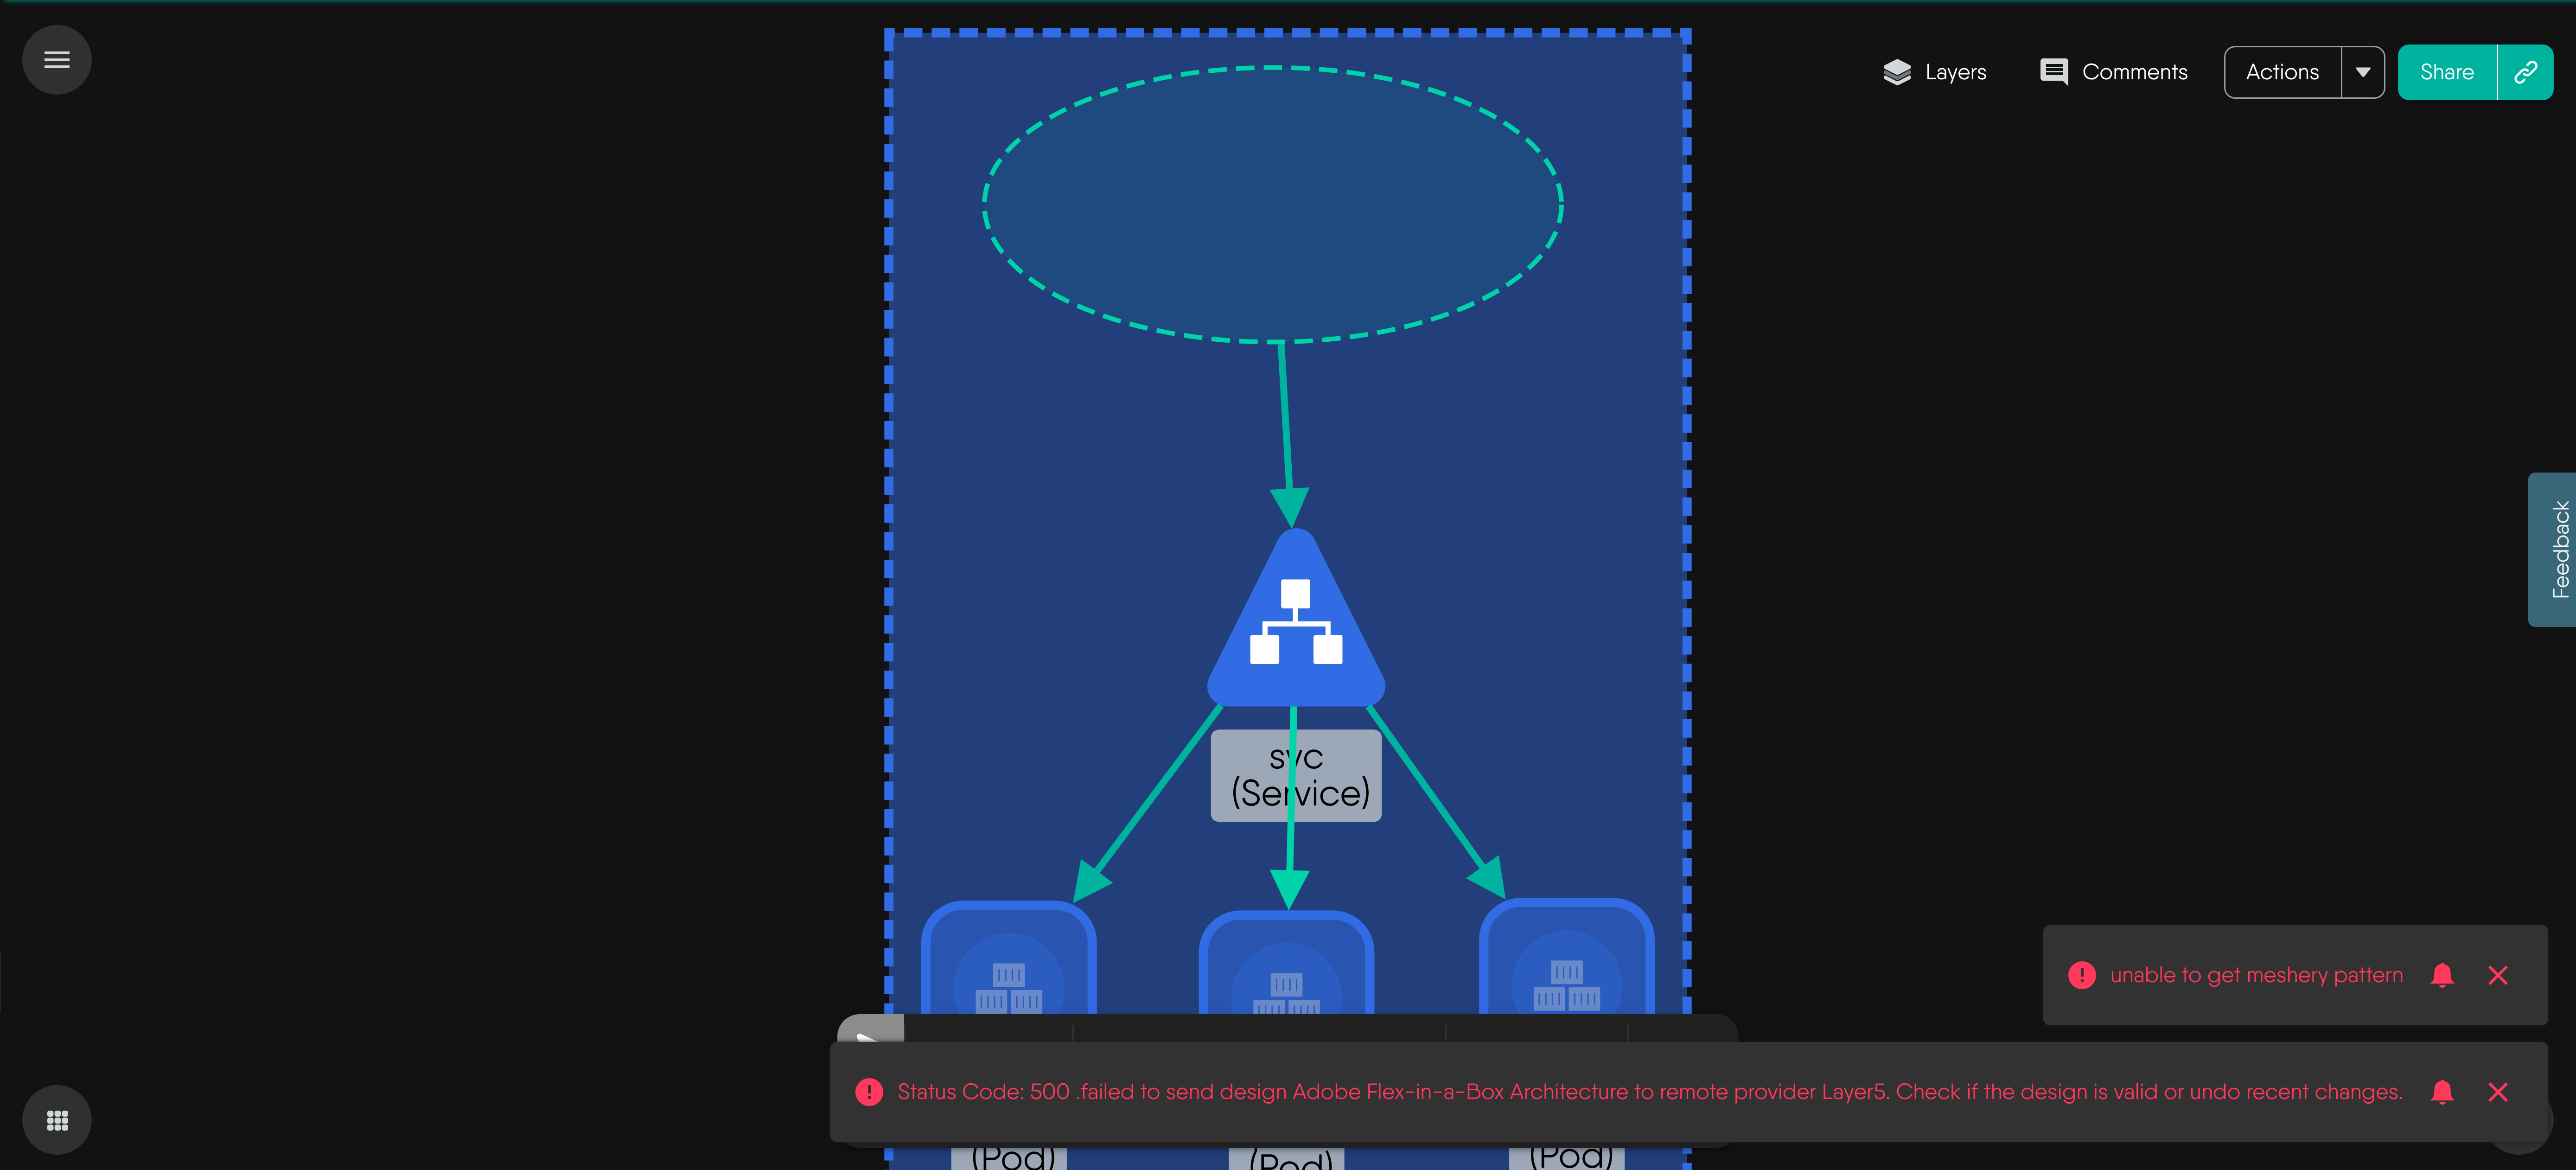 Layers
Comments
Actions
Share
Feedback
svc
(Service)
unable to get meshery pattern
Status Code: 500 .failed to send design Adobe Flex-in-a-Box Architecture to remote provider Layer5. Check if the design is valid or undo recent changes.
(Pod)
(Pod)
(Pod)